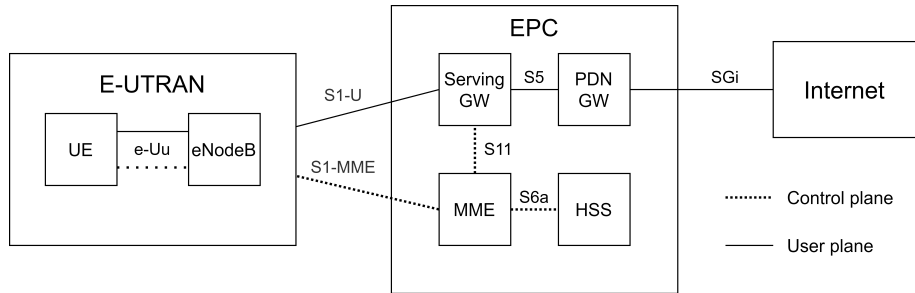 EPC
E-UTRAN
UE
e-Uu
eNodeB
S1-U
S1-MME
Serving
GW
S5
PDN
GW
SGi
Internet
S11
MME
S6a
HSS
Control plane
User plane